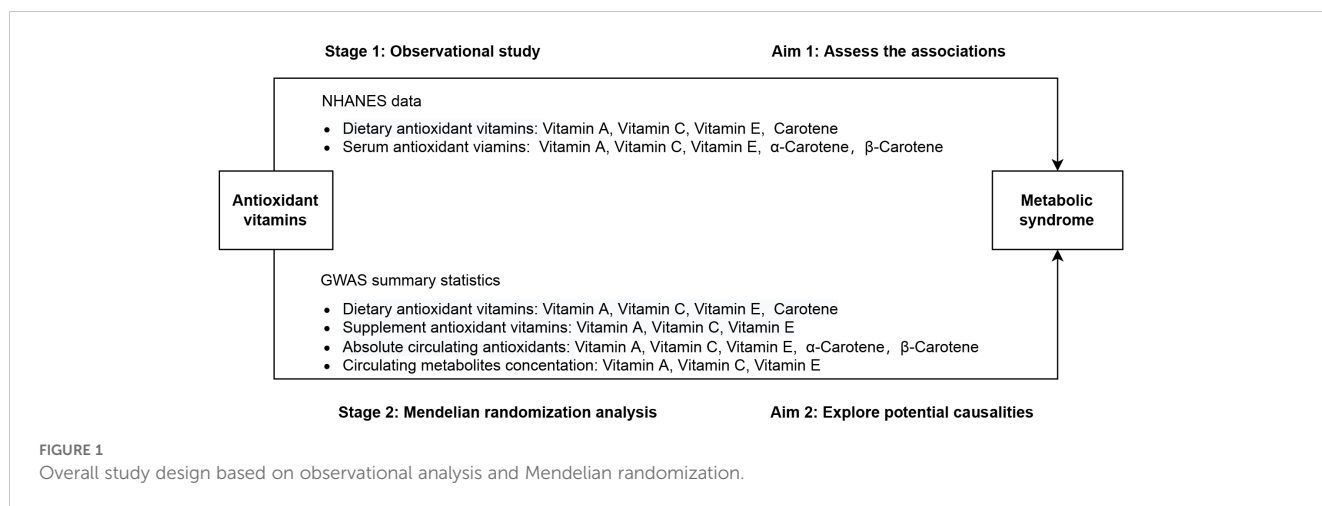 Stage 1: Observational study
Aim 1: Assess the associations
NHANES data
• Dietary antioxidant vitamins: Vitamin A, Vitamin C, Vitamin E, Carotene
• Serum antioxidant viamins: Vitamin A, Vitamin C, Vitamin E, α-Carotene, β-Carotene
Antioxidant
vitamins
Metabolic
syndrome
GWAS summary statistics
• Dietary antioxidant vitamins: Vitamin A, Vitamin C, Vitamin E, Carotene
• Supplement antioxidant vitamins: Vitamin A, Vitamin C, Vitamin E
• Absolute circulating antioxidants: Vitamin A, Vitamin C, Vitamin E, α-Carotene, β-Carotene
• Circulating metabolites concentation: Vitamin A, Vitamin C, Vitamin E
Stage 2: Mendelian randomization analysis
Aim 2: Explore potential causalities
FIGURE 1
Overall study design based on observational analysis and Mendelian randomization.